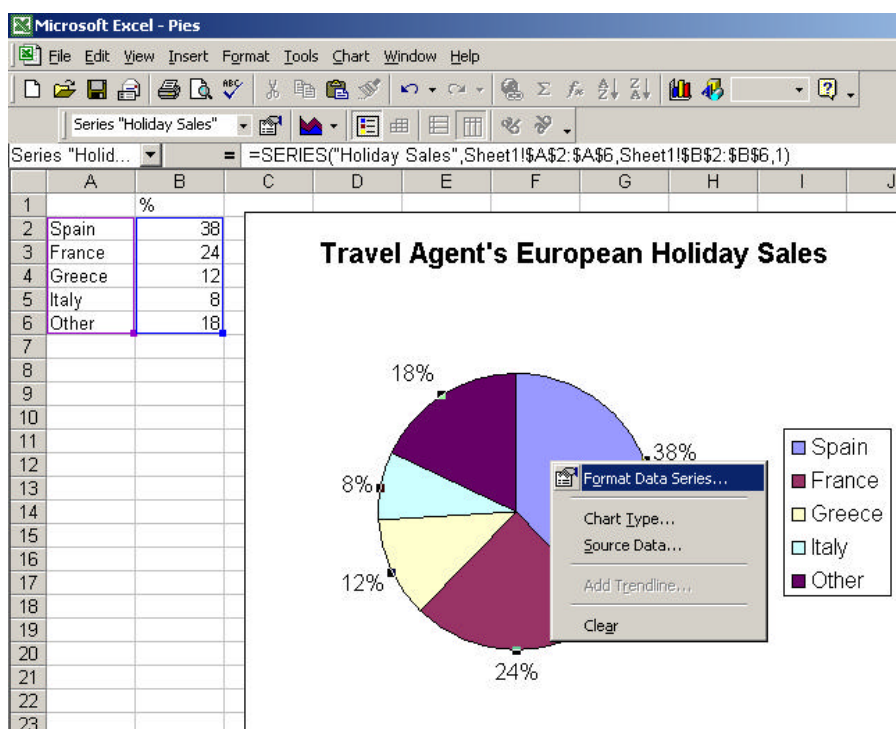 Microsoft Excel - Pies
File Edit View Insert Format Tools Chart Window Help
Series "Holiday Sales"
Series "Holid... = =SERIES("Holiday Sales",Sheet1!$A$2:$A$6,Sheet1!$B$2:$B$6,1)
A B C D E F G H I J
1 %
2 Spain 38
3 France 24
4 Greece 12
5 Italy 8
6 Other 18
7
8
9
10
11
12
13
14
15
16
17
18
19
20
21
22
23
Travel Agent's European Holiday Sales
18%
38%
8%
12%
24%
Format Data Series...
Chart Type...
Source Data...
Add Trendline...
Clear
Spain
France
Greece
Italy
Other